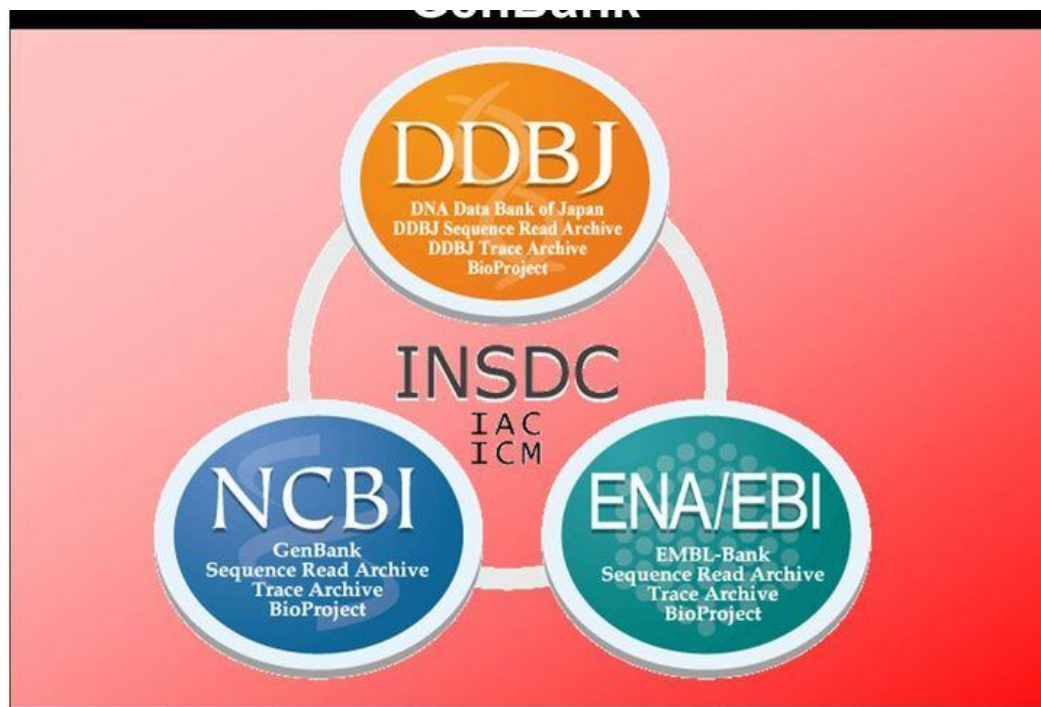 GenBank
DDBJ
DNA Data Bank of Japan
DDBJ Sequence Read Archive
DDBJ Trace Archive
BioProject
INSDC
IAC
ICM
NCBI
GenBank
Sequence Read Archive
Trace Archive
BioProject
ENA/EBI
EMBL-Bank
Sequence Read Archive
Trace Archive
BioProject